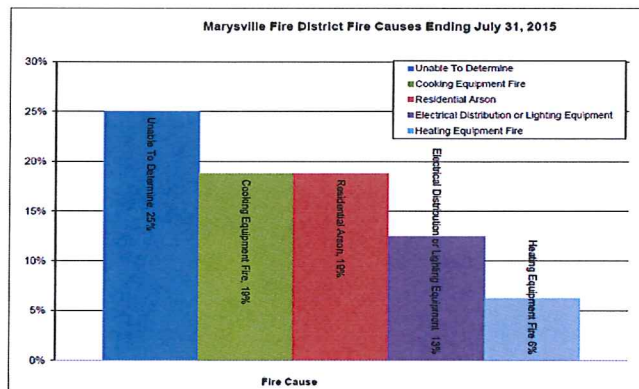 Marysville Fire District Fire Causes Ending July 31, 2015
30%
25%
20%
15%
10%
5%
0%
Unable To Determine
Cooking Equipment Fire
Residential Arson
Electrical Distribution or Lighting Equipment
Heating Equipment Fire
Unable To Determine, 25%
Cooking Equipment Fire, 19%
Residential Arson, 19%
Electrical Distribution
or Lighting Equipment 13%
Heating Equipment
Fire 6%
Fire Cause